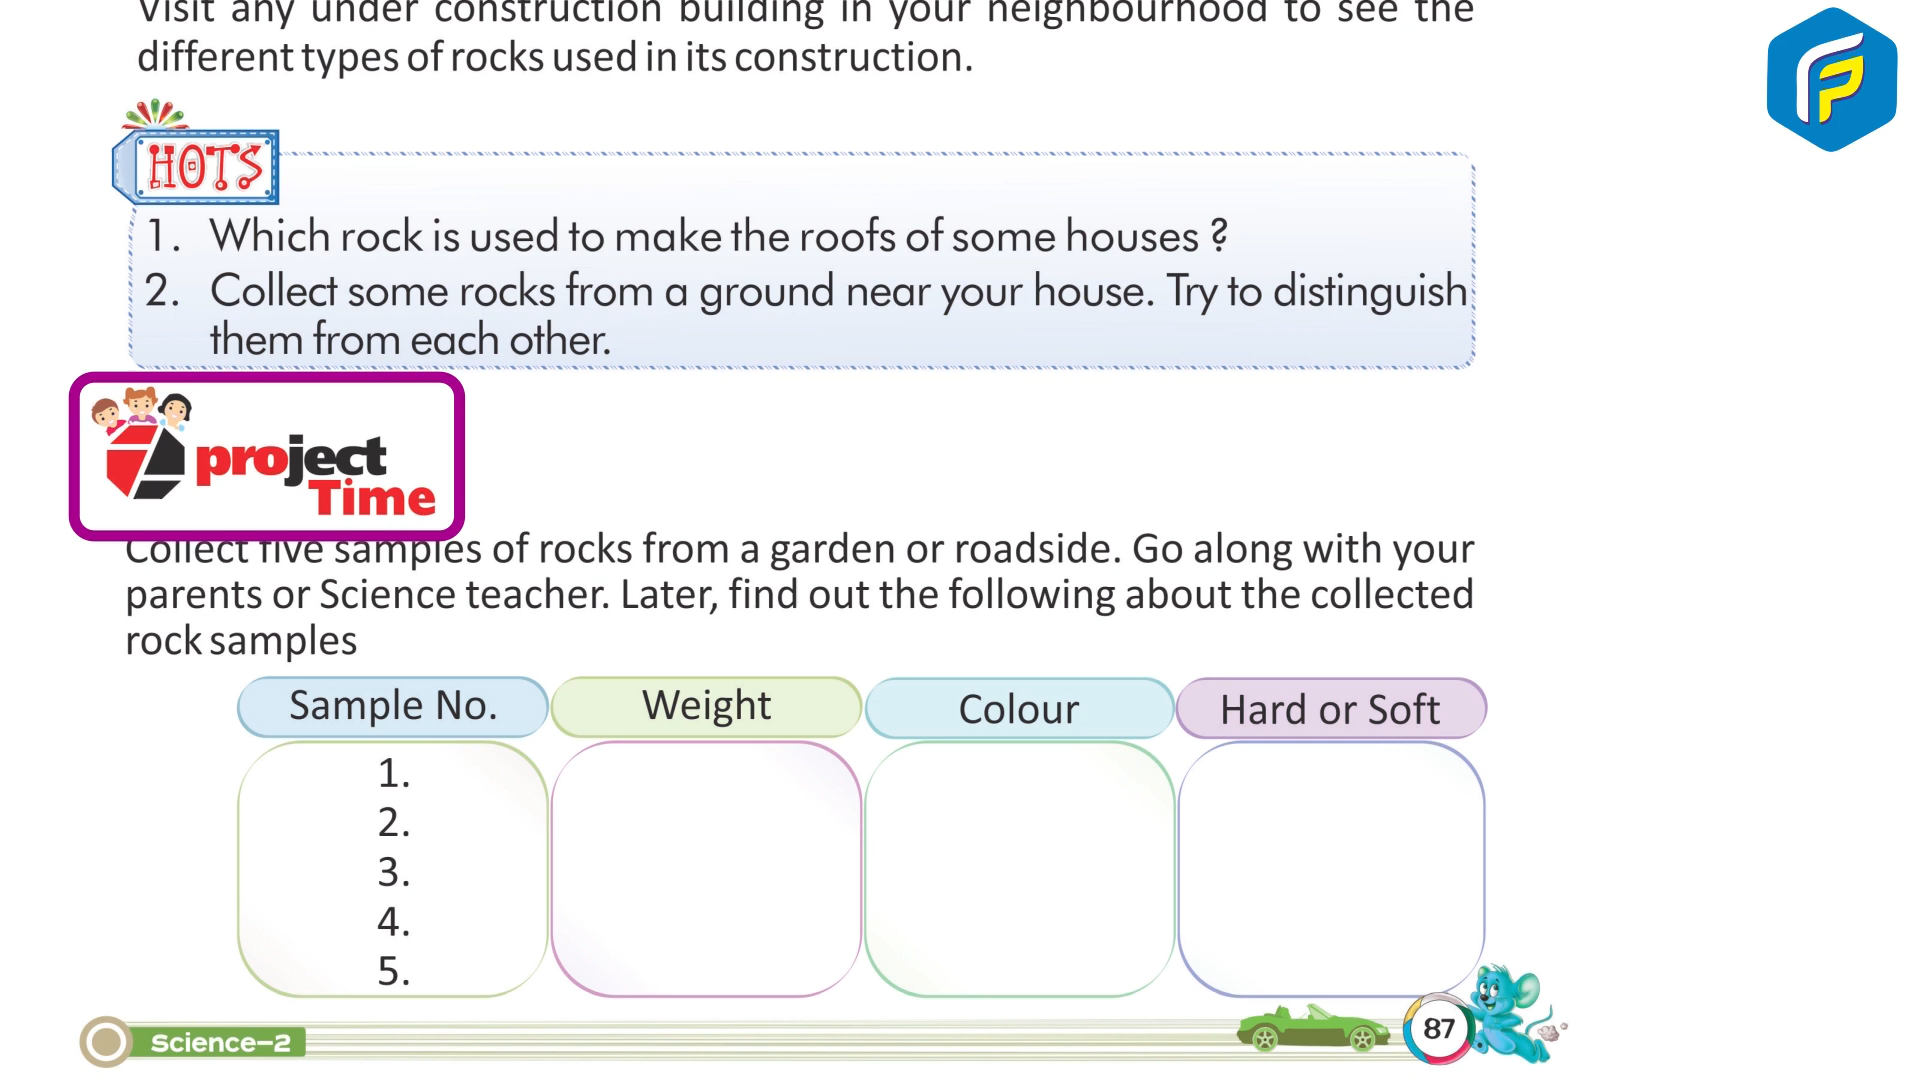 Visit any under construction building in your neighbourhood to see the
different types of rocks used in its construction.
HOTS
1. Which rock is used to make the roofs of some houses ?
2. Collect some rocks from a ground near your house. Try to distinguish
them from each other.
project
Time
Collect five samples of rocks from a garden or roadside. Go along with your
parents or Science teacher. Later, find out the following about the collected
rock samples
Sample No. Weight Colour Hard or Soft
1.
2.
3.
4.
5.
Science–2
87